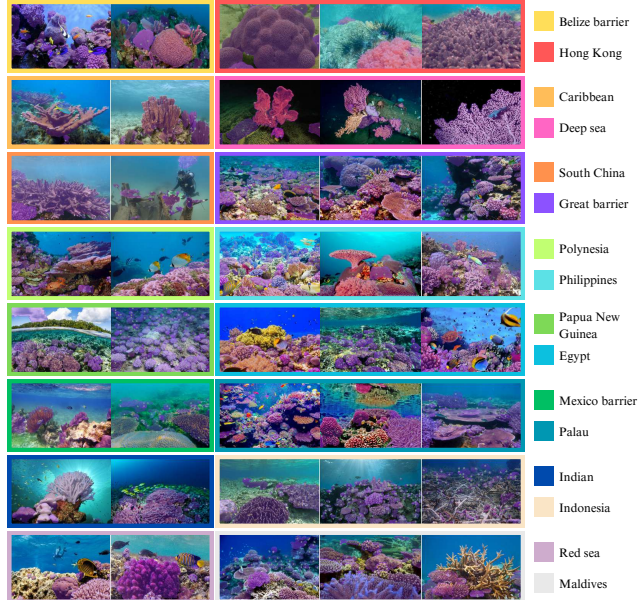 Belize barrier
Hong Kong
Caribbean
Deep sea
South China
Great barrier
Polynesia
Philippines
Papua New
Guinea
Egypt
Mexico barrier
Palau
Indian
Indonesia
Red sea
Maldives